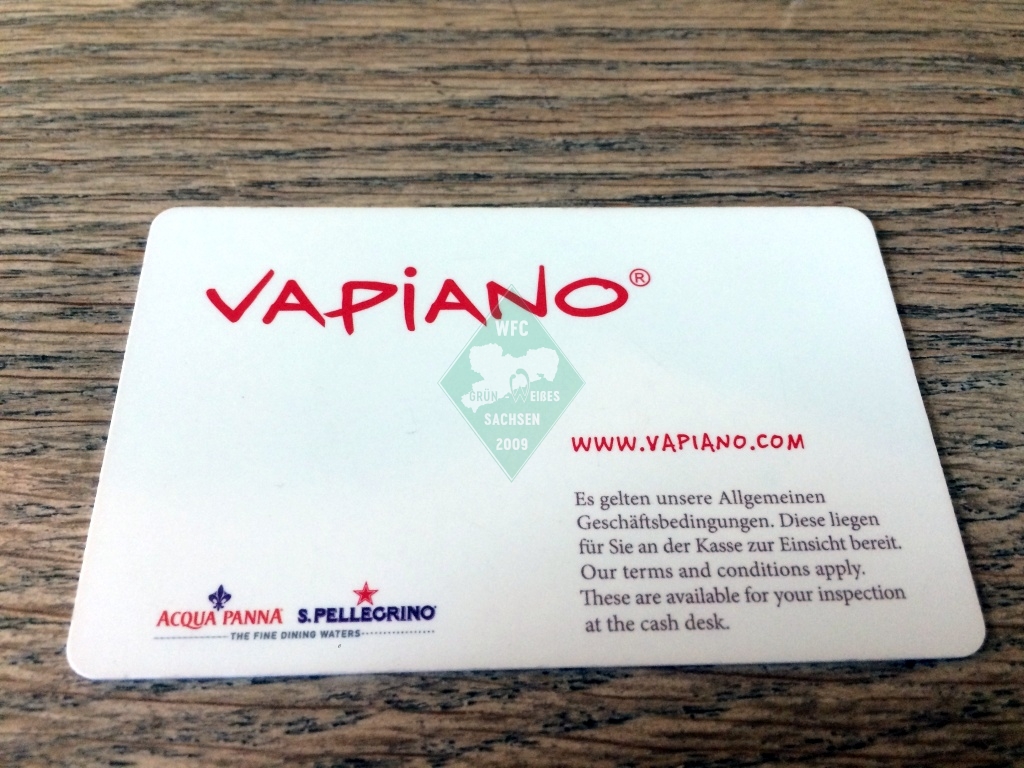 VAPiANO®
WFC
GRÜN WEIẞES
SACHSEN
2009
WWW.VAPIANO.COM
Es gelten unsere Allgemeinen
Geschäftsbedingungen. Diese liegen
für Sie an der Kasse zur Einsicht bereit.
Our terms and conditions apply.
These are available for your inspection
at the cash desk.
ACQUA PANNA S.PELLEGRINO
THE FINE DINING WATERS